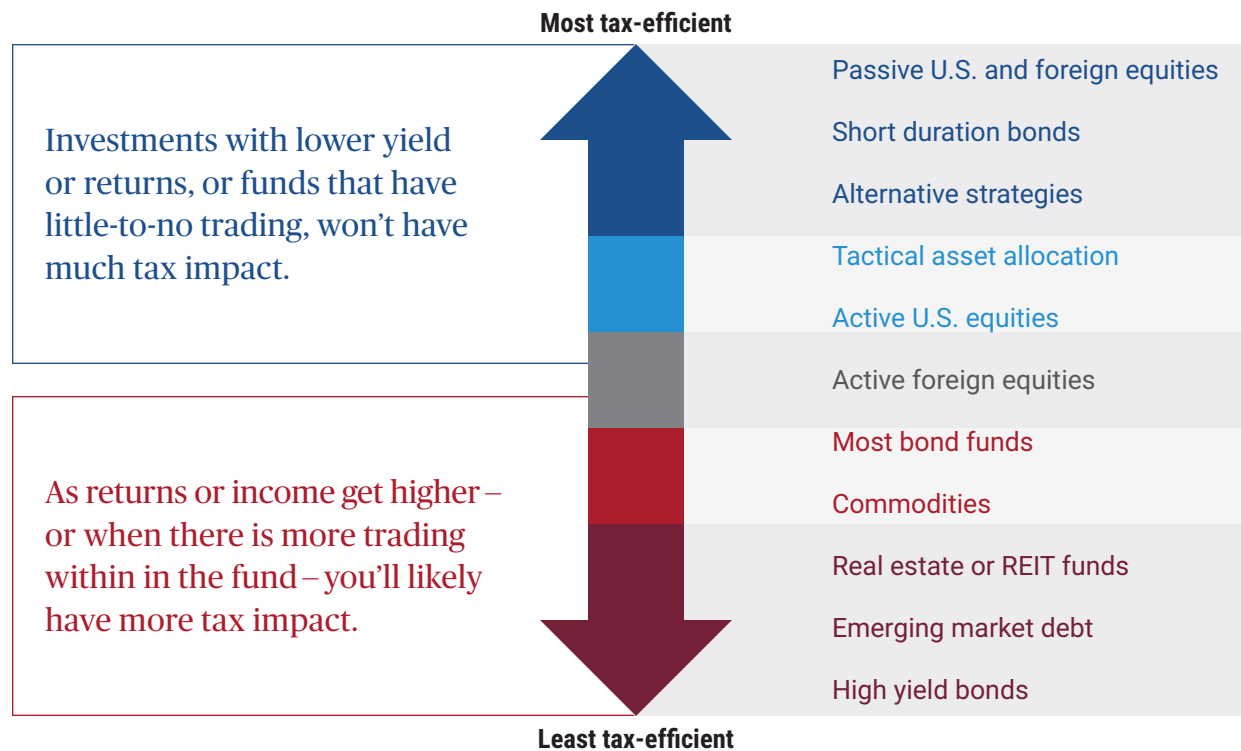 Most tax-efficient
Investments with lower yield
or returns, or funds that have
little-to-no trading, won’t have
much tax impact.
As returns or income get higher –
or when there is more trading
within in the fund – you’ll likely
have more tax impact.
Passive U.S. and foreign equities
Short duration bonds
Alternative strategies
Tactical asset allocation
Active U.S. equities
Active foreign equities
Most bond funds
Commodities
Real estate or REIT funds
Emerging market debt
High yield bonds
Least tax-efficient